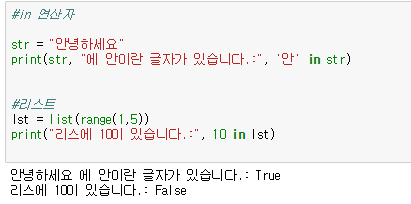 #in 연산자
str = "안녕하세요"
print(str, "에 안이란 글자가 있습니다.:", '안' in str)
#리스트
lst = list(range(1,5))
print("리스에 10이 있습니다.:", 10 in lst)
안녕하세요 에 안이란 글자가 있습니다.: True
리스에 10이 있습니다.: False